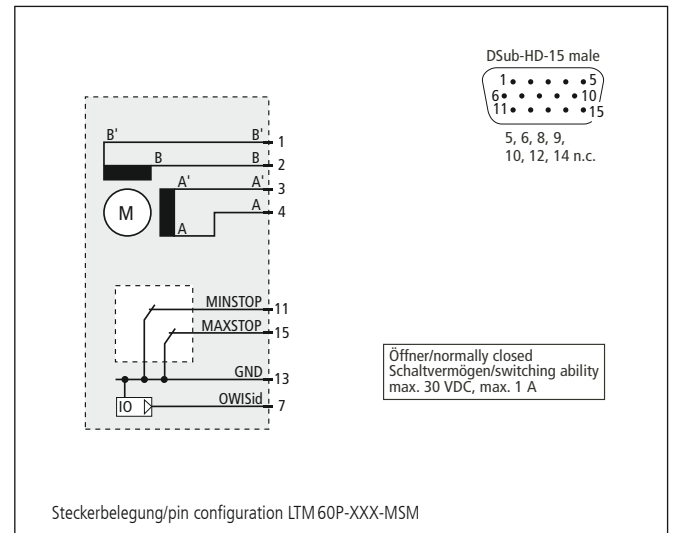 DSub-HD-15 male
1 5
6 10
11 15
5, 6, 8, 9,
10, 12, 14 n.c.
B' B' 1
B B 2
A' A' 3
A 4
M
A
MINSTOP 11
MAXSTOP 15
GND 13
IO OWISid 7
Öffner/normally closed
Schaltvermögen/switching ability
max. 30 VDC, max. 1 A
Steckerbelegung/pin configuration LTM60P-XXX-MSM